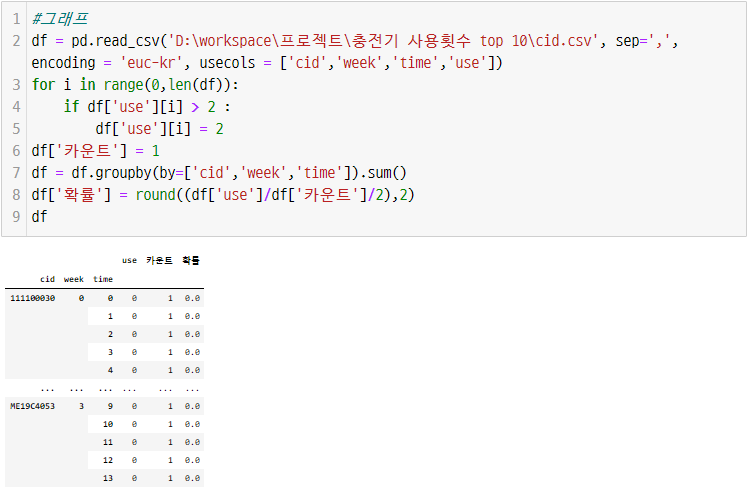 1 #그래프
2 df = pd.read_csv('D:\workspace\프로젝트\충전기 사용횟수 top 10\cid.csv', sep=',',
encoding = 'euc-kr', usecols = ['cid','week','time','use'])
3 for i in range(0,len(df)):
4     if df['use'][i] > 2 :
5         df['use'][i] = 2
6 df['카운트'] = 1
7 df = df.groupby(by=['cid','week','time']).sum()
8 df['확률'] = round((df['use']/df['카운트']/2),2)
9 df
use 카운트 확률
cid week time
111100030 0 0 0 1 0.0
1 0 1 0.0
2 0 1 0.0
3 0 1 0.0
4 0 1 0.0
... ... ... ... ... ...
ME19C4053 3 9 0 1 0.0
10 0 1 0.0
11 0 1 0.0
12 0 1 0.0
13 0 1 0.0